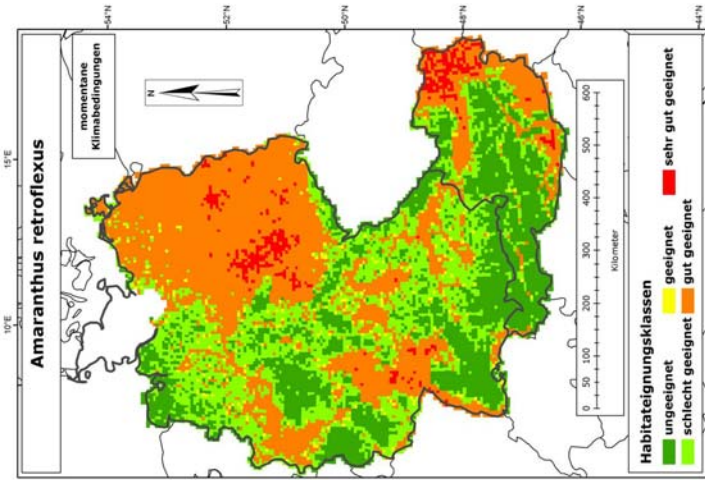 Amaranthus retroflexus
momentane
Klimabedingungen
N
10°E
15°E
54°N
52°N
50°N
48°N
46°N
44°N
0 50 100 200 300 400 500 600
Kilometer
Habitateignungsklassen
ungeeignet
geeignet
sehr gut geeignet
schlecht geeignet
gut geeignet